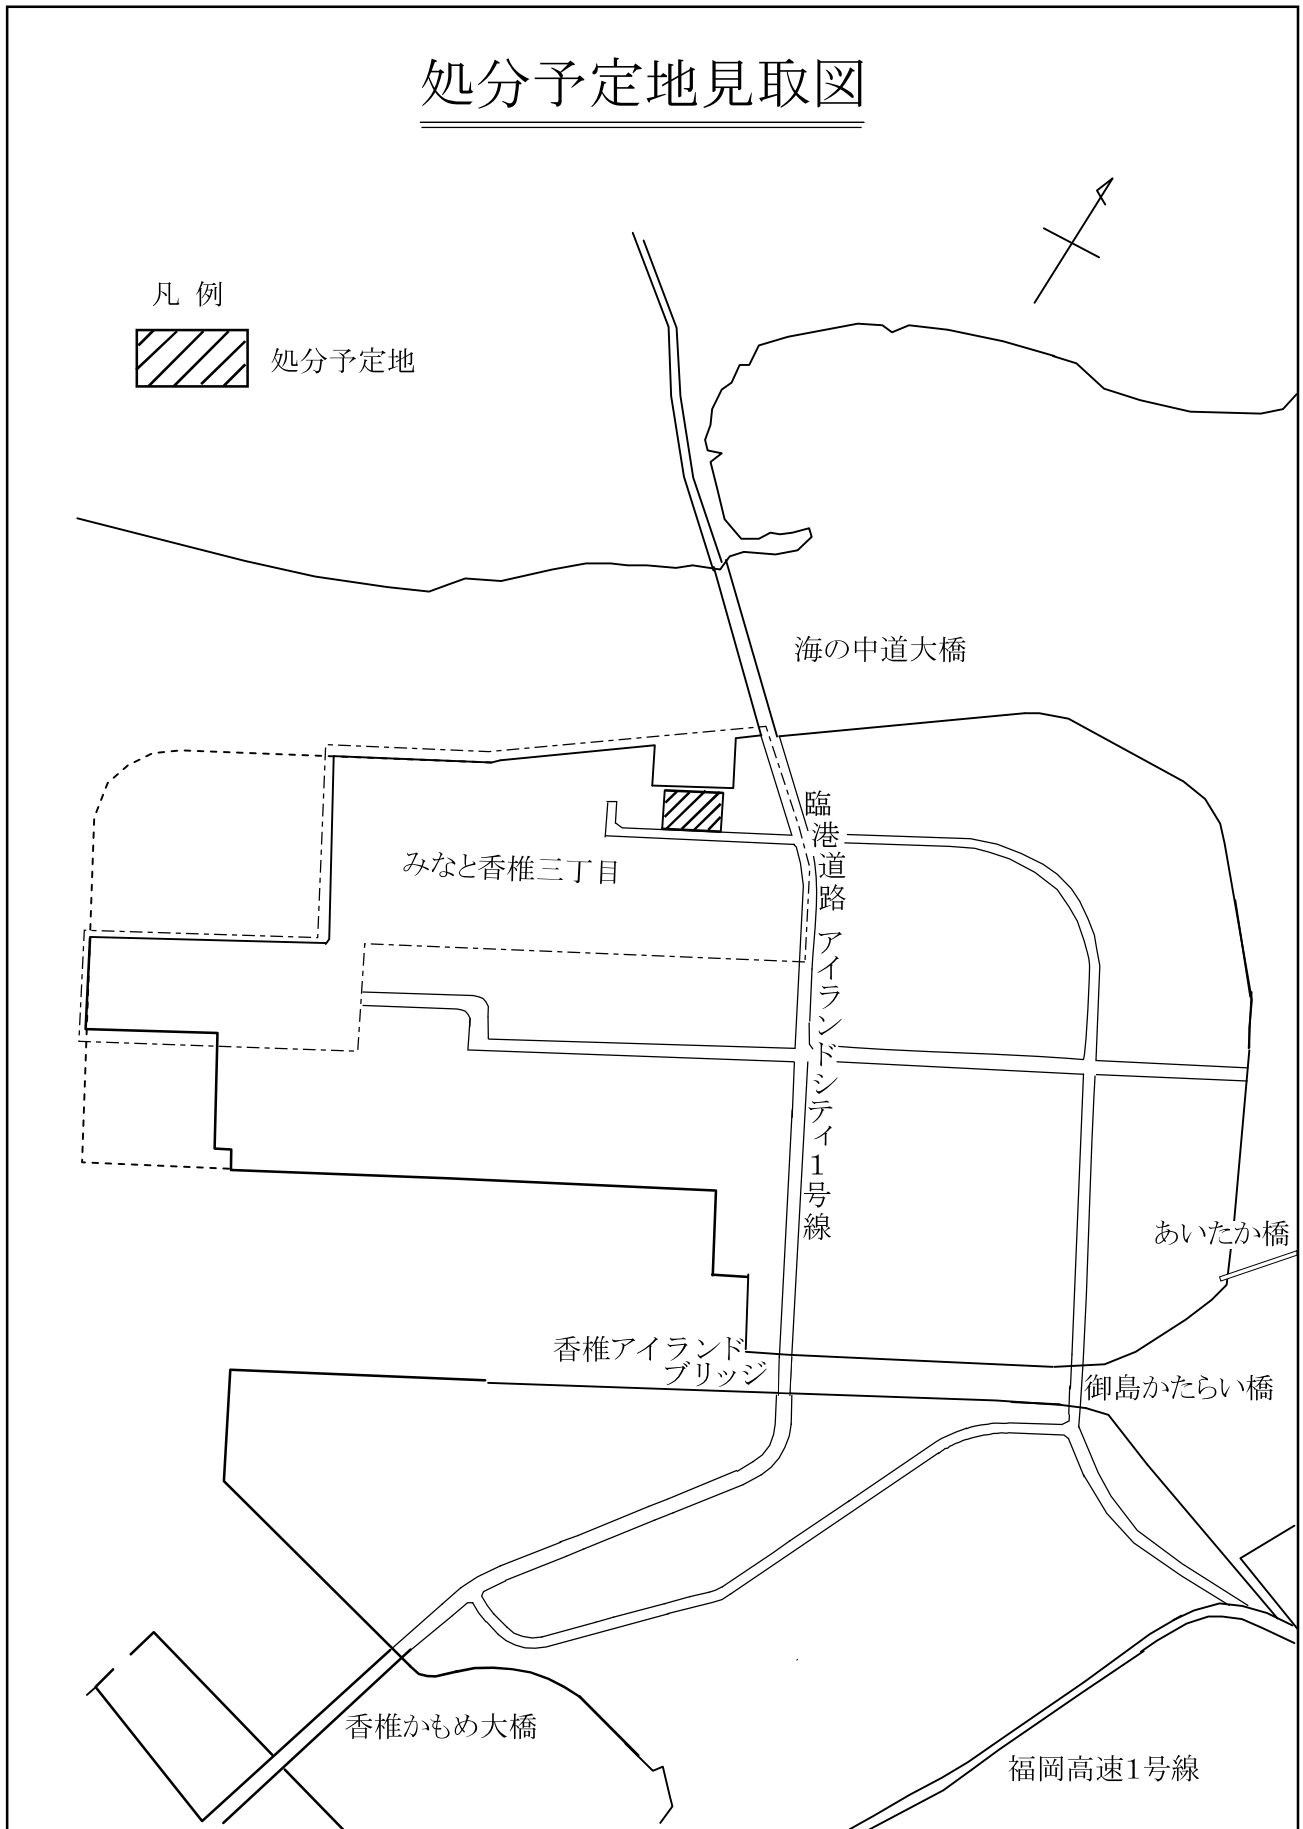 処分予定地見取図
凡例
処分予定地
海の中道大橋
臨港道路 アイランドシティ1号線
みなと香椎三丁目
あいたか橋
香椎アイランド
ブリッジ
御島かたらい橋
香椎かもめ大橋
福岡高速1号線